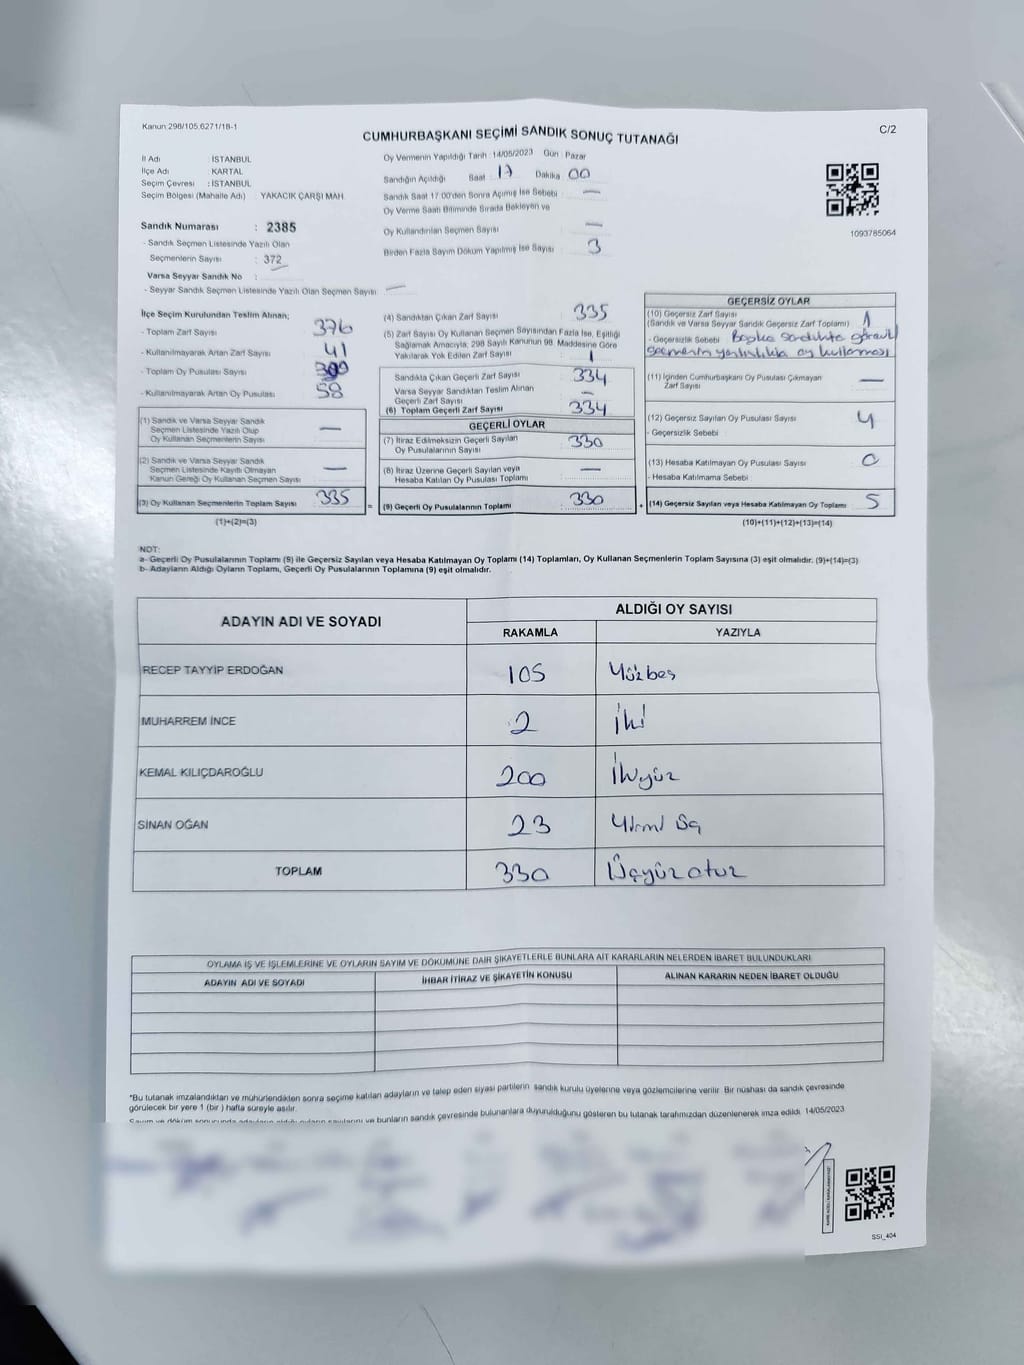 Kanun 298/105,6271/18-1
CUMHURBAŞKANI SEÇİMİ SANDIK SONUÇ TUTANAĞI
C/2
İl Adı İSTANBUL
İlçe Adı KARTAL
Seçim Çevresi : İSTANBUL
Seçim Bölgesi (Mahalle Adı) YAKACIK ÇARŞI MAH.
Sandık Numarası : 2385
- Sandık Seçmen Listesinde Yazılı Olan
Seçmenlerin Sayısı : 372
Varsa Seyyar Sandık No :
- Seyyar Sandık Seçmen Listesinde Yazılı Olan Seçmen Sayısı —
Oy Vermenin Yapıldığı Tarih 14/05/2023 Gün Pazar
Sandığın Açıldığı Saat 17 Dakika 00
Sandık Saat 17.00'den Sonra Açımış İse Sebebi —
Oy Verme Saati Bitiminde Sırada Bekleyen ve
Oy Kullandırılan Seçmen Sayısı —
Birden Fazla Sayım Döküm Yapılmış İse Sayısı 3
1093785064
İlçe Seçim Kurulundan Teslim Alınan;
- Toplam Zarf Sayısı 376
- Kullanılmayarak Artan Zarf Sayısı 41
- Toplam Oy Pusulası Sayısı
- Kullanılmayarak Artan Oy Pusulası 58
(1) Sandık ve Varsa Seyyar Sandık
Seçmen Listesinde Yazılı Olup
Oy Kullanan Seçmenlerin Sayısı —
(2) Sandık ve Varsa Seyyar Sandık
Seçmen Listesinde Kayıtlı Olmayan
Kanun Gereği Oy Kullanan Seçmen Sayısı —
(3) Oy Kullanan Seçmenlerin Toplam Sayısı 335
(1)+(2)=(3)
=
(4) Sandıktan Çıkan Zarf Sayısı 335
(5) Zarf Sayısı Oy Kullanan Seçmen Sayısından Fazla İse, Eşitliği
Sağlamak Amacıyla, 298 Sayılı Kanunun 98. Maddesine Göre
Yakılarak Yok Edilen Zarf Sayısı 1
Sandıkta Çıkan Geçerli Zarf Sayısı 334
Varsa Seyyar Sandıktan Teslim Alınan
Geçerli Zarf Sayısı —
(6) Toplam Geçerli Zarf Sayısı 334
GEÇERLİ OYLAR
(7) İtiraz Edilmeksizin Geçerli Sayılan
Oy Pusulalarının Sayısı 330
(8) İtiraz Üzerine Geçerli Sayılan veya
Hesaba Katılan Oy Pusulası Toplamı —
(9) Geçerli Oy Pusulalarının Toplamı 330
+
GEÇERSİZ OYLAR
(10) Geçersiz Zarf Sayısı
(Sandık ve Varsa Seyyar Sandık Geçersiz Zarf Toplamı) 1
- Geçersizlik Sebebi Başka sandıkta görevli
seçmenin yanlışlıkla oy kullanması
(11) İçinden Cumhurbaşkanı Oy Pusulası Çıkmayan
Zarf Sayısı —
(12) Geçersiz Sayılan Oy Pusulası Sayısı 4
- Geçersizlik Sebebi
(13) Hesaba Katılmayan Oy Pusulası Sayısı 0
- Hesaba Katılmama Sebebi
(14) Geçersiz Sayılan veya Hesaba Katılmayan Oy Toplamı 5
(10)+(11)+(12)+(13)=(14)
NOT:
a- Geçerli Oy Pusulalarının Toplamı (9) ile Geçersiz Sayılan veya Hesaba Katılmayan Oy Toplamı (14) Toplamları, Oy Kullanan Seçmenlerin Toplam Sayısına (3) eşit olmalıdır. (9)+(14)=(3)
b- Adayların Aldığı Oyların Toplamı, Geçerli Oy Pusulalarının Toplamına (9) eşit olmalıdır.
ADAYIN ADI VE SOYADI
ALDIĞI OY SAYISI
RAKAMLA YAZIYLA
RECEP TAYYİP ERDOĞAN 105 Yüzbeş
MUHARREM İNCE 2 İki
KEMAL KILIÇDAROĞLU 200 İkiyüz
SİNAN OĞAN 23 Yirmi üç
TOPLAM 330 Üçyüzotuz
OYLAMA İŞ VE İŞLEMLERİNE VE OYLARIN SAYIM VE DÖKÜMÜNE DAİR ŞİKAYETLERLE BUNLARA AİT KARARLARIN NELERDEN İBARET BULUNDUKLARI
ADAYIN ADI VE SOYADI İHBAR İTİRAZ VE ŞİKAYETİN KONUSU ALINAN KARARIN NEDEN İBARET OLDUĞU
*Bu tutanak imzalandıktan ve mühürlendikten sonra seçime katılan adayların ve talep eden siyasi partilerin sandık kurulu üyelerine veya gözlemcilerine verilir. Bir nüshası da sandık çevresinde
görülecek bir yere 1 (bir ) hafta süreyle asılır.
ve bunların sandık çevresinde bulunanlara duyurulduğunu gösteren bu tutanak tarafımızdan düzenlenerek imza edildi. 14/05/2023
SSI_404